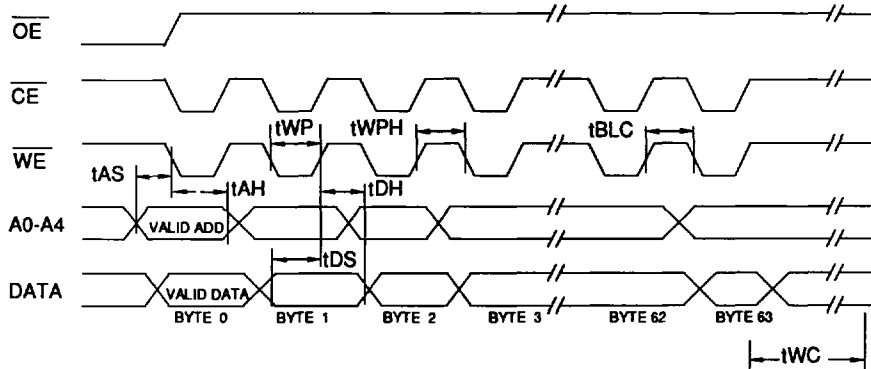 OE
CE
tWP tWPH tBLC
WE
tAS
tAH tDH
A0-A4 VALID ADD
tDS
DATA VALID DATA
BYTE 0 BYTE 1 BYTE 2 BYTE 3 BYTE 62 BYTE 63
tWC